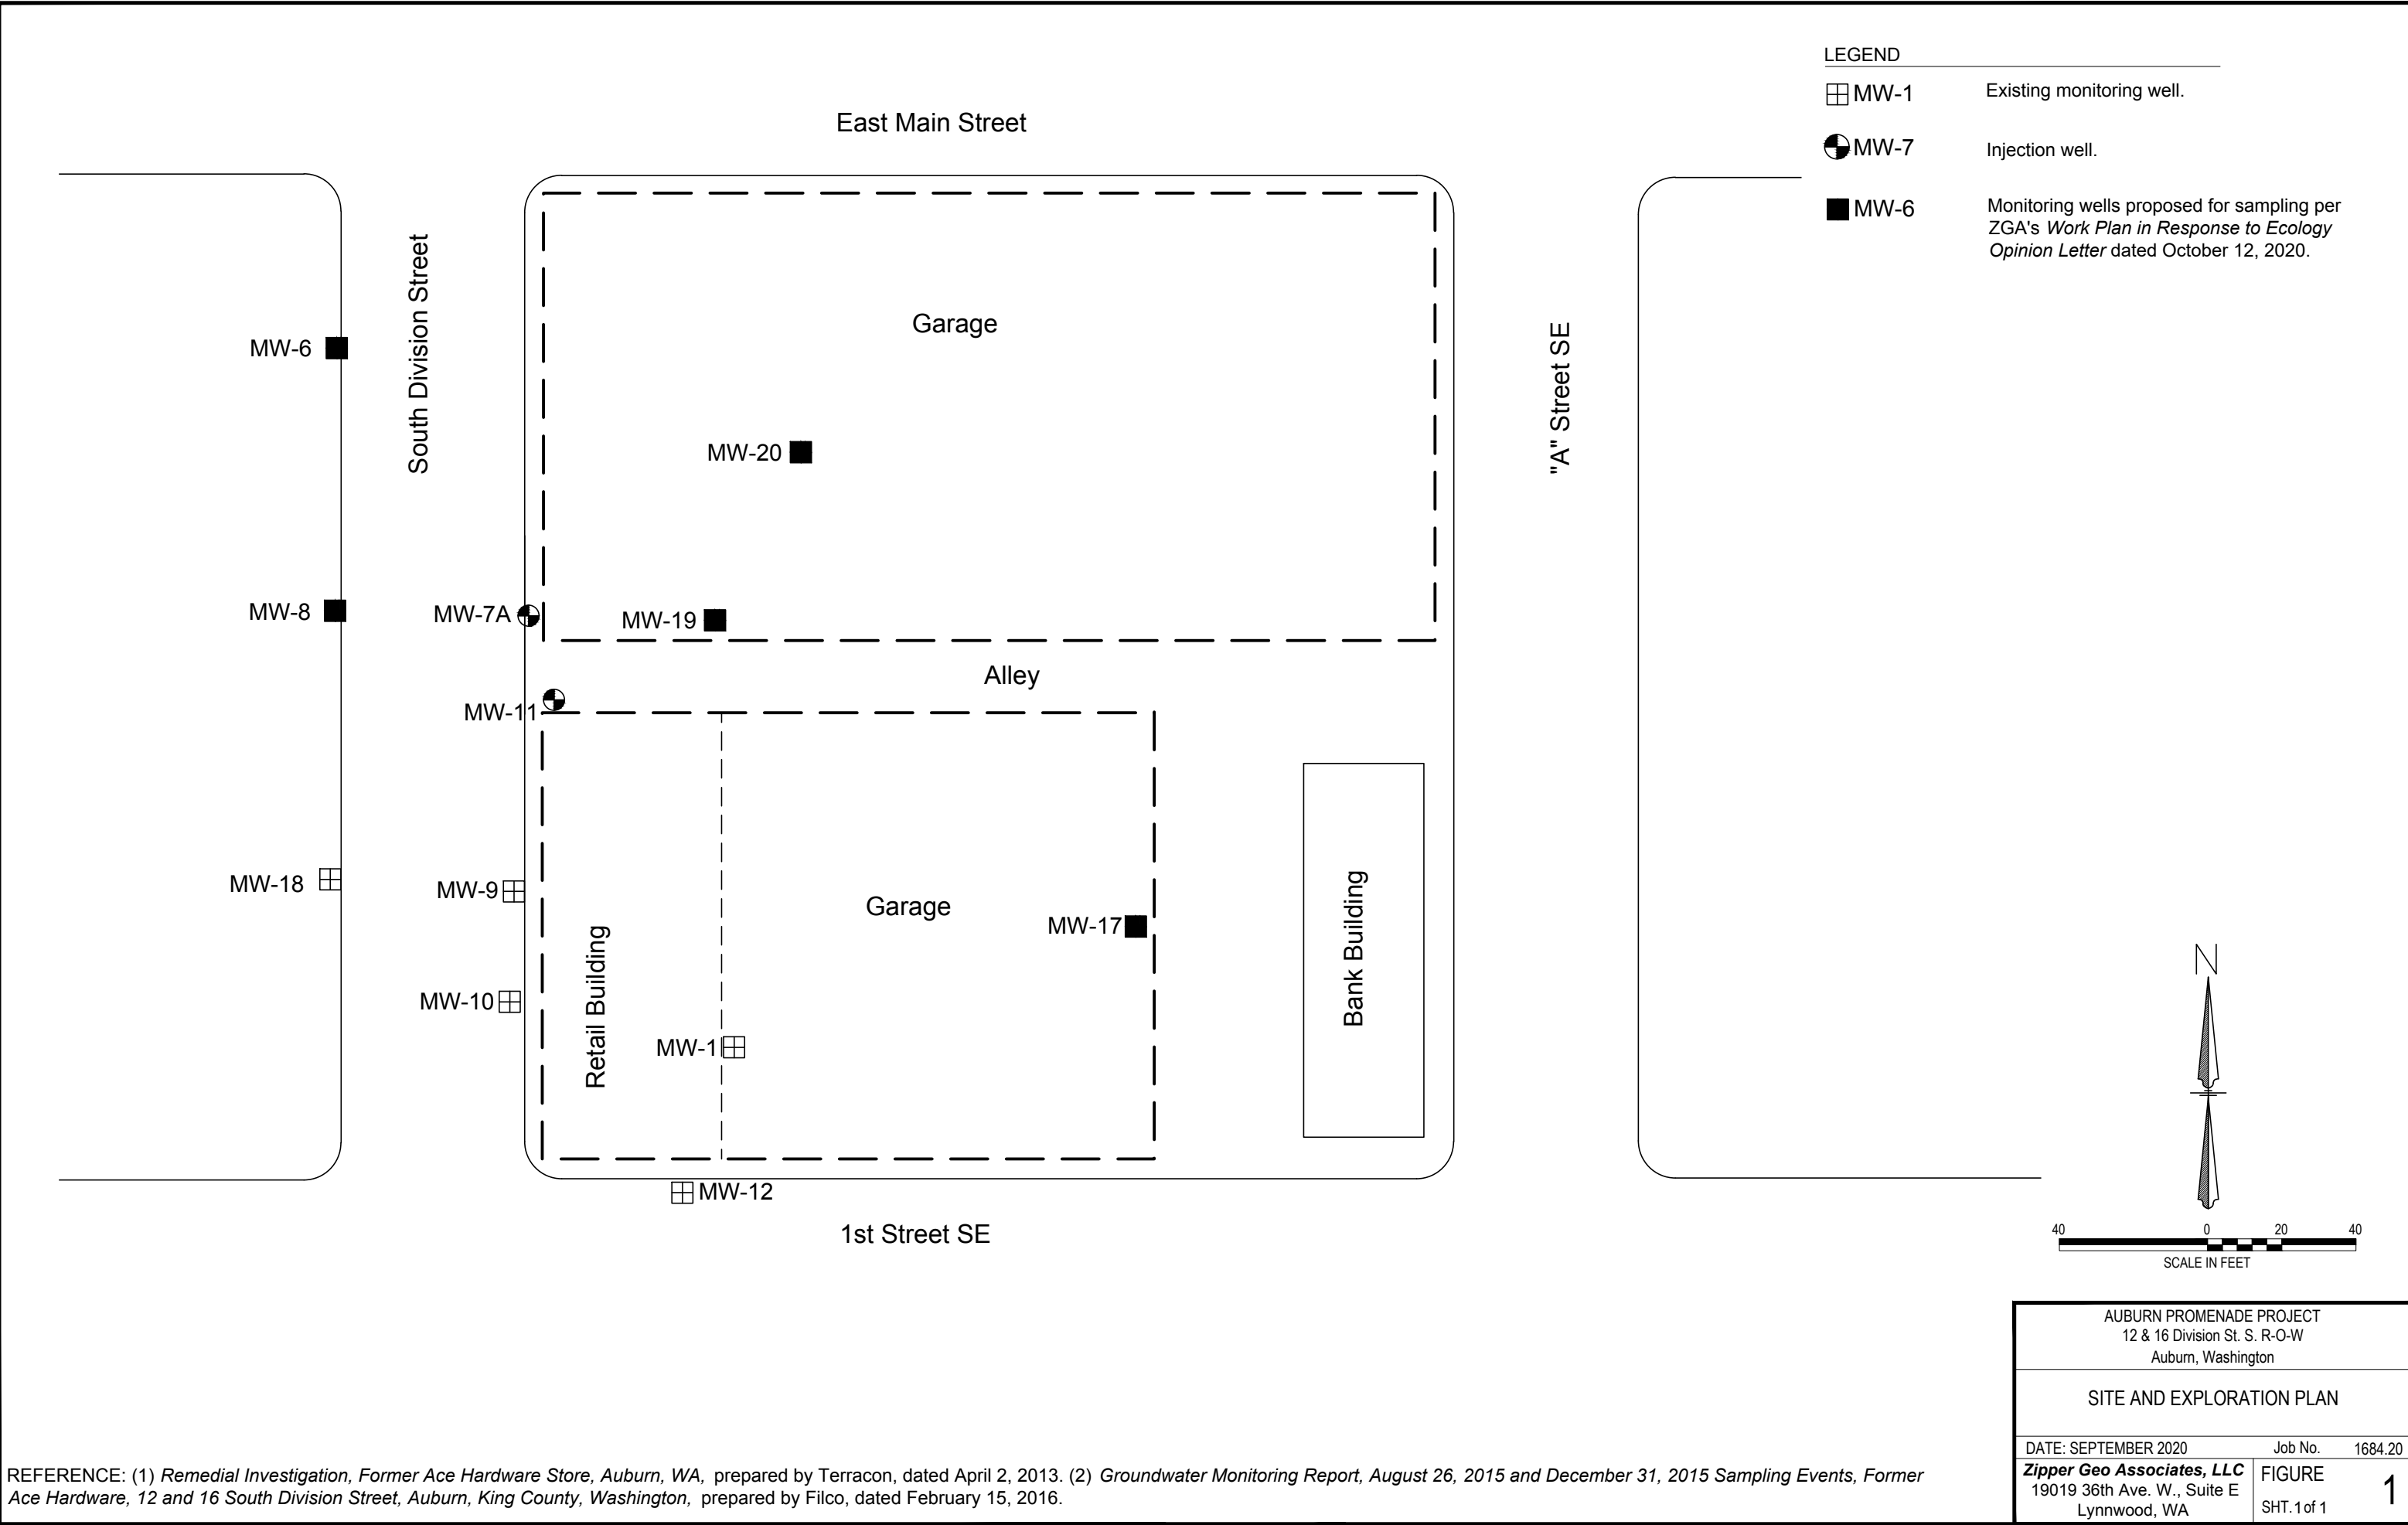 LEGEND
MW-1 Existing monitoring well.
MW-7 Injection well.
MW-6 Monitoring wells proposed for sampling per
ZGA's Work Plan in Response to Ecology
Opinion Letter dated October 12, 2020.
East Main Street
South Division Street
"A" Street SE
Garage
MW-6
MW-20
MW-8
MW-7A
MW-19
Alley
MW-11
MW-18
MW-9
Garage
MW-17
Retail Building
Bank Building
MW-10
MW-1
MW-12
1st Street SE
N
40 0 20 40
SCALE IN FEET
AUBURN PROMENADE PROJECT
12 & 16 Division St. S. R-O-W
Auburn, Washington
SITE AND EXPLORATION PLAN
DATE: SEPTEMBER 2020 Job No. 1684.20
Zipper Geo Associates, LLC
19019 36th Ave. W., Suite E
Lynnwood, WA
FIGURE 1
SHT. 1 of 1
REFERENCE: (1) Remedial Investigation, Former Ace Hardware Store, Auburn, WA, prepared by Terracon, dated April 2, 2013. (2) Groundwater Monitoring Report, August 26, 2015 and December 31, 2015 Sampling Events, Former
Ace Hardware, 12 and 16 South Division Street, Auburn, King County, Washington, prepared by Filco, dated February 15, 2016.